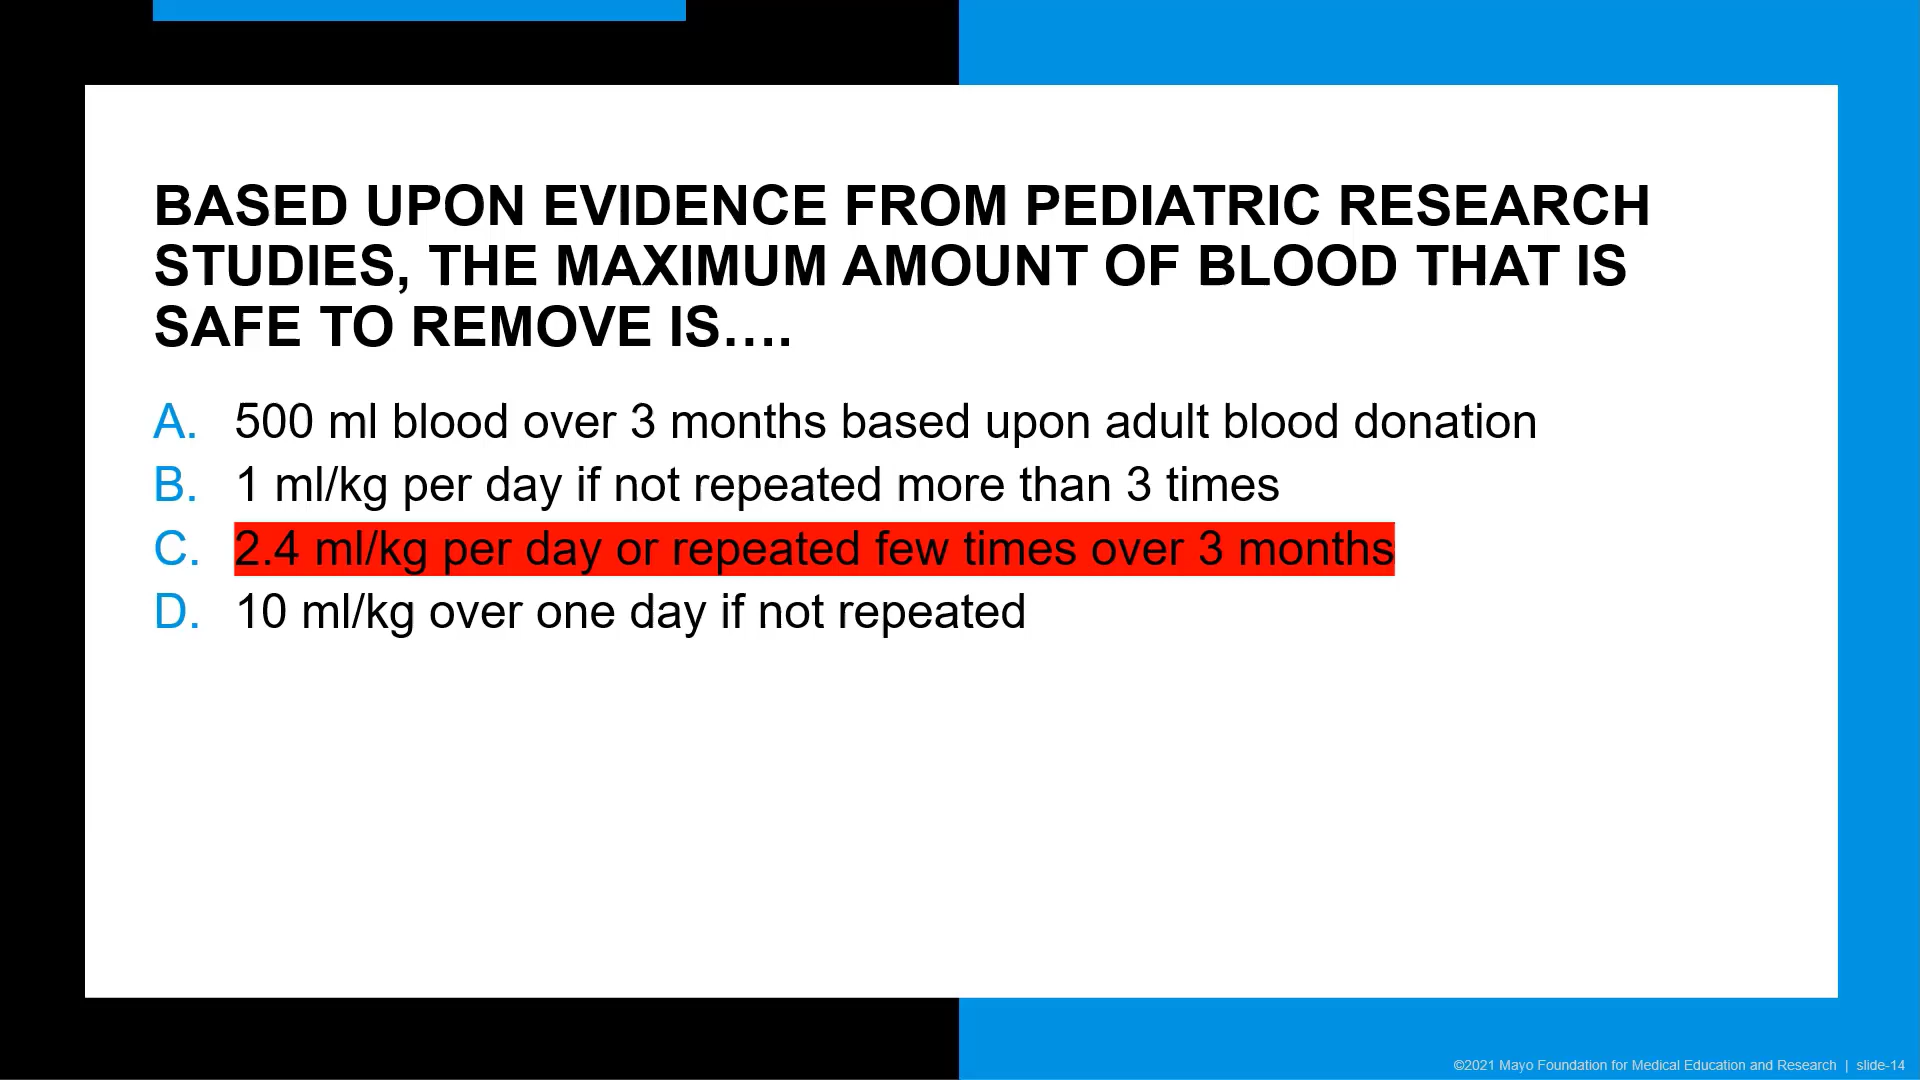 BASED UPON EVIDENCE FROM PEDIATRIC RESEARCH
STUDIES, THE MAXIMUM AMOUNT OF BLOOD THAT IS
SAFE TO REMOVE IS....
A. 500 ml blood over 3 months based upon adult blood donation
B. 1 ml/kg per day if not repeated more than 3 times
C. 2.4 ml/kg per day or repeated few times over 3 months
D. 10 ml/kg over one day if not repeated
©2021 Mayo Foundation for Medical Education and Research | slide-14